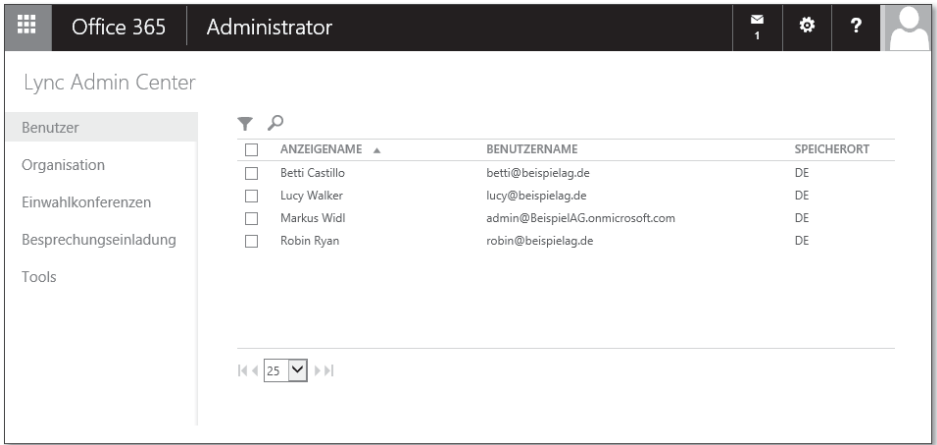 Office 365 Administrator 1 ?
Lync Admin Center
Benutzer
Organisation
Einwahlkonferenzen
Besprechungseinladung
Tools
ANZEIGENAME BENUTZERNAME SPEICHERORT
Betti Castillo betti@beispielag.de DE
Lucy Walker lucy@beispielag.de DE
Markus Widl admin@BeispielAG.onmicrosoft.com DE
Robin Ryan robin@beispielag.de DE
25